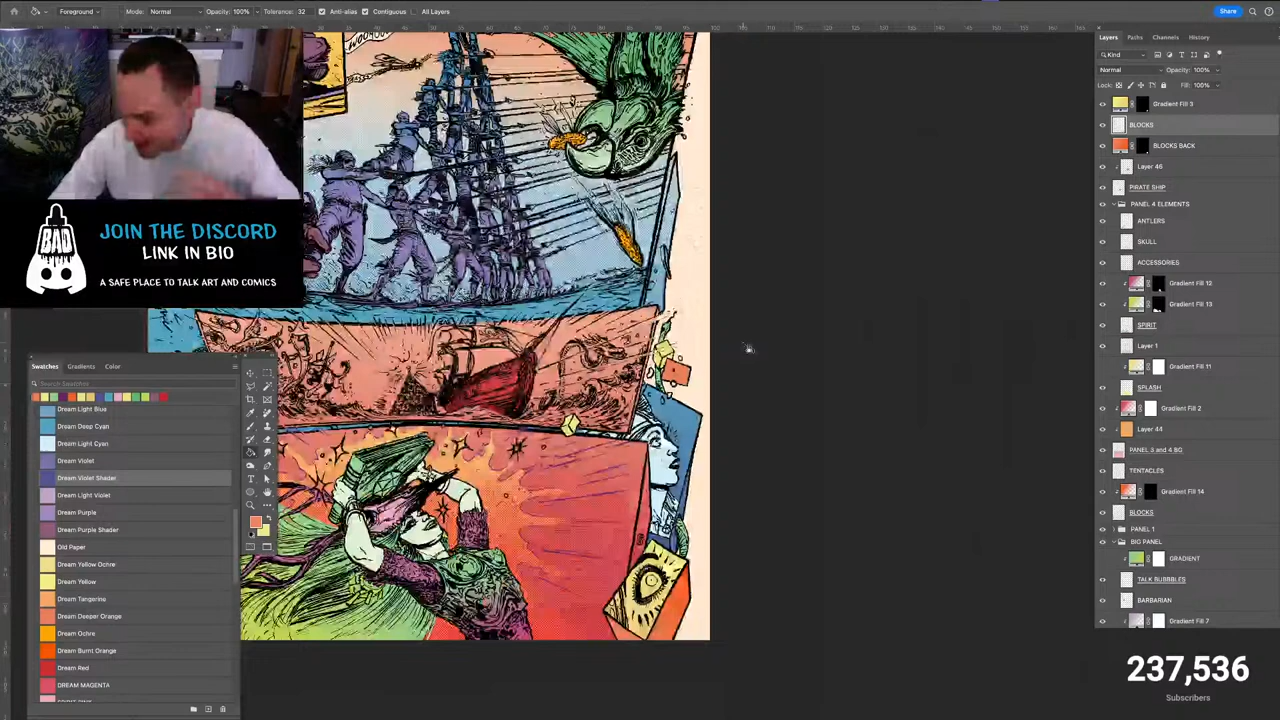 Foreground
Mode: Normal
Opacity: 100%
Tolerance: 32
Anti-alias
Contiguous
All Layers
Share
BAD
JOIN THE DISCORD
LINK IN BIO
A SAFE PLACE TO TALK ART AND COMICS
Swatches
Gradients
Color
Search Swatches
Dream Light Blue
Dream Deep Cyan
Dream Light Cyan
Dream Violet
Dream Violet Shader
Dream Light Violet
Dream Purple
Dream Purple Shader
Old Paper
Dream Yellow Ochre
Dream Yellow
Dream Tangerine
Dream Deeper Orange
Dream Ochre
Dream Burnt Orange
Dream Red
DREAM MAGENTA
Layers
Paths
Channels
History
Kind
Normal
Opacity: 100%
Lock:
Fill: 100%
Gradient Fill 3
BLOCKS
BLOCKS BACK
Layer 46
PIRATE SHIP
PANEL 4 ELEMENTS
ANTLERS
SKULL
ACCESSORIES
Gradient Fill 12
Gradient Fill 13
SPIRIT
Layer 1
Gradient Fill 11
SPLASH
Gradient Fill 2
Layer 44
PANEL 3 and 4 BG
TENTACLES
Gradient Fill 14
BLOCKS
PANEL 1
BIG PANEL
GRADIENT
TALK BUBBBLES
BARBARIAN
Gradient Fill 7
237,536
Subscribers